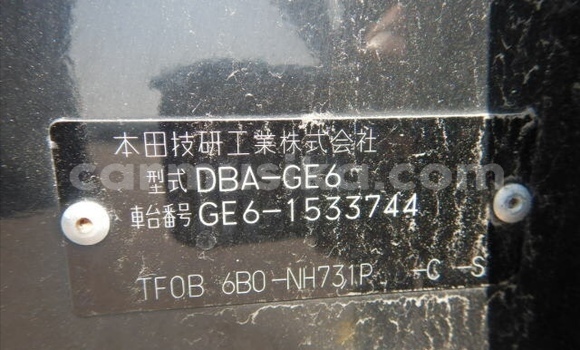 本田技研工業株式会社
型式 DBA-GE6
車台番号 GE6-1533744
TF0B 6B0-NH731P -C -S